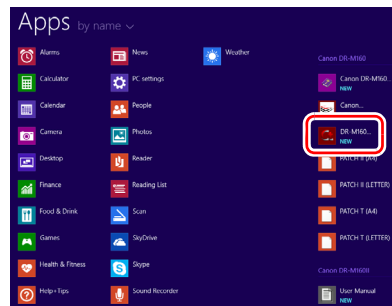 Apps by name
Alarms
Calculator
Calendar
Camera
Desktop
Finance
Food & Drink
Games
Health & Fitness
Help+Tips
News
PC settings
People
Photos
Reader
Reading List
Scan
SkyDrive
Skype
Sound Recorder
Weather
Canon DR-M160
Canon DR-M160...
NEW
Canon...
DR-M160...
NEW
PATCH II (A4)
PATCH II (LETTER)
PATCH T (A4)
PATCH T (LETTER)
Canon DR-M160II
User Manual
NEW